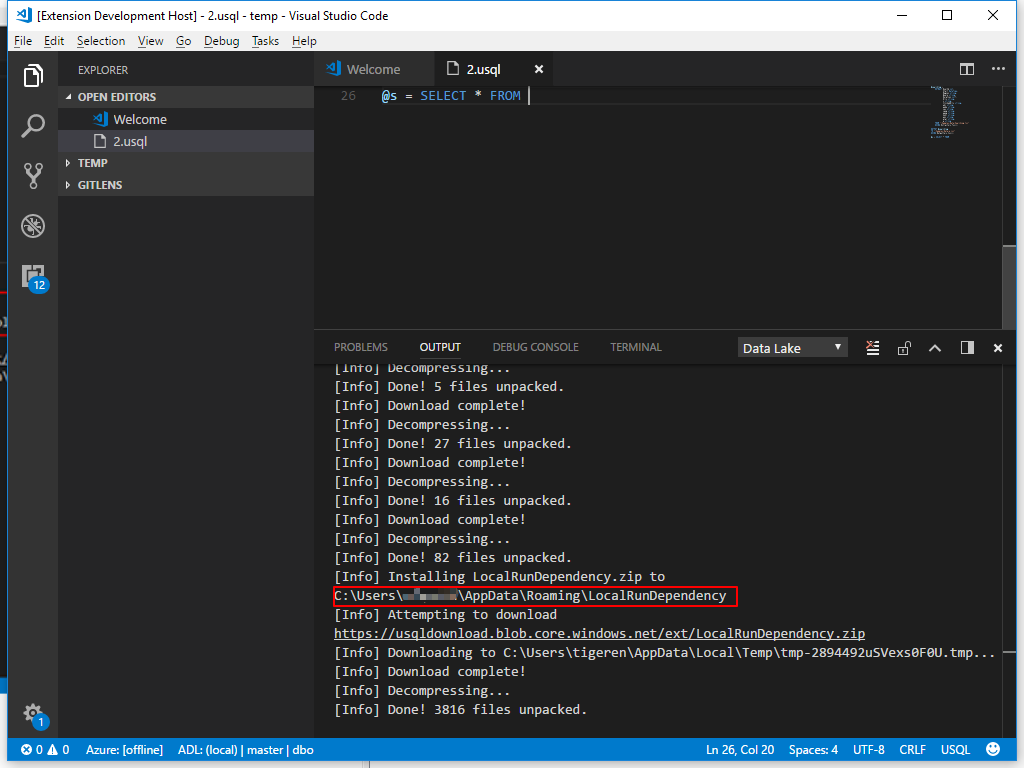 [Extension Development Host] - 2.usql - temp - Visual Studio Code
File Edit Selection View Go Debug Tasks Help
EXPLORER
OPEN EDITORS
Welcome
2.usql
TEMP
GITLENS
12
1
Welcome
2.usql
26 @s = SELECT * FROM
PROBLEMS OUTPUT DEBUG CONSOLE TERMINAL Data Lake
[Info] Decompressing...
[Info] Done! 5 files unpacked.
[Info] Download complete!
[Info] Decompressing...
[Info] Done! 27 files unpacked.
[Info] Download complete!
[Info] Decompressing...
[Info] Done! 16 files unpacked.
[Info] Download complete!
[Info] Decompressing...
[Info] Done! 82 files unpacked.
[Info] Installing LocalRunDependency.zip to
C:\Users\ \AppData\Roaming\LocalRunDependency
[Info] Attempting to download
https://usqldownload.blob.core.windows.net/ext/LocalRunDependency.zip
[Info] Downloading to C:\Users\tigeren\AppData\Local\Temp\tmp-2894492uSVexs0F0U.tmp...
[Info] Download complete!
[Info] Decompressing...
[Info] Done! 3816 files unpacked.
0 0 Azure: [offline] ADL: (local) | master | dbo Ln 26, Col 20 Spaces: 4 UTF-8 CRLF USQL